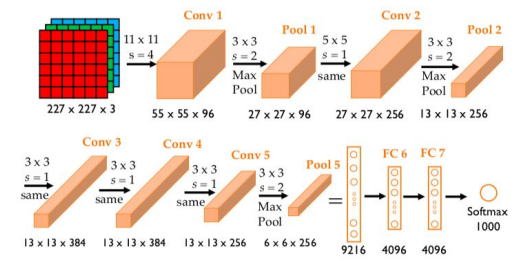 Conv 1
11 x 11
s = 4
Pool 1
3 x 3
s = 2
Max
Pool
Conv 2
5 x 5
s = 1
same
Pool 2
3 x 3
s = 2
Max
Pool
227 x 227 x 3
55 x 55 x 96
27 x 27 x 96
27 x 27 x 256
13 x 13 x 256
Conv 3
3 x 3
s = 1
same
Conv 4
3 x 3
s = 1
same
Conv 5
3 x 3
s = 1
same
Pool 5
3 x 3
s = 2
Max
Pool
=
FC 6
FC 7
Softmax
1000
13 x 13 x 384
13 x 13 x 384
13 x 13 x 256
6 x 6 x 256
9216
4096
4096